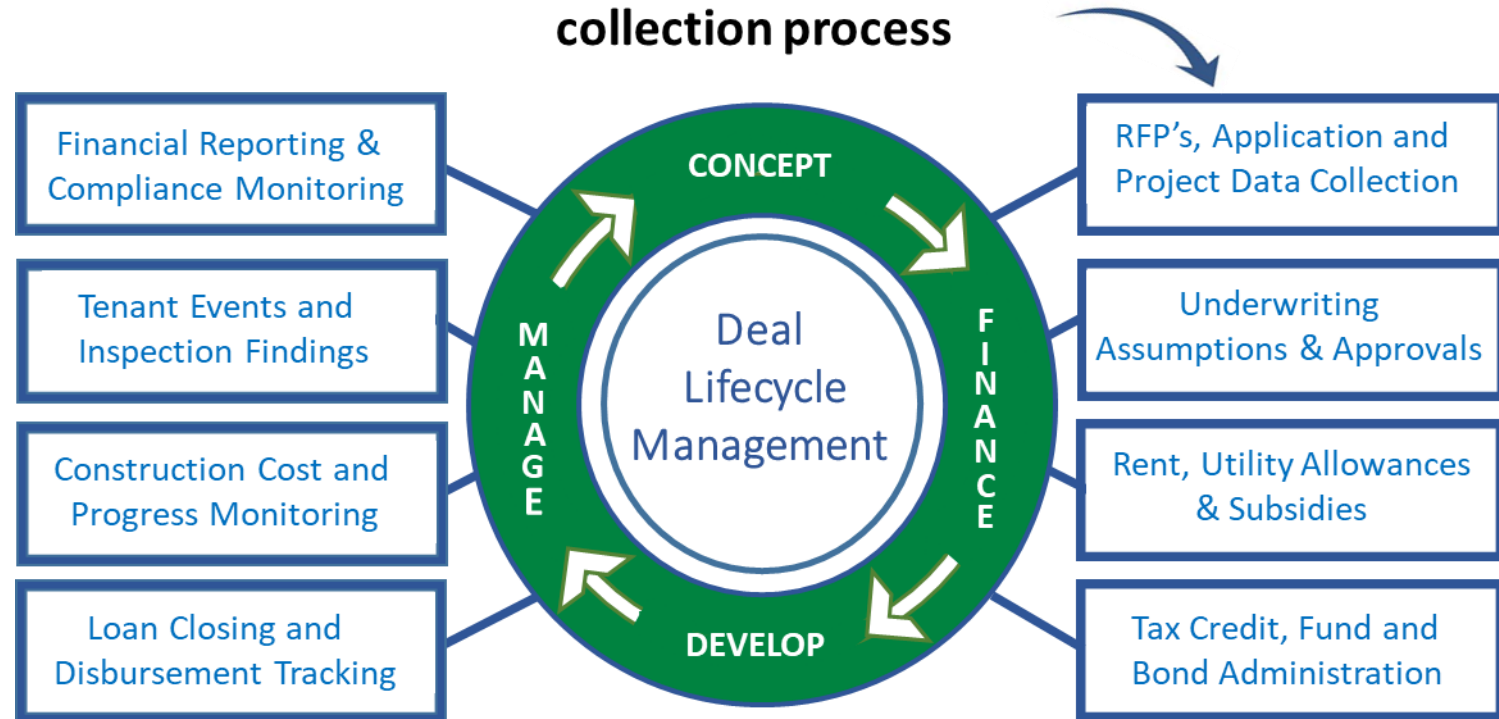 collection process
Financial Reporting &
Compliance Monitoring
Tenant Events and
Inspection Findings
Construction Cost and
Progress Monitoring
Loan Closing and
Disbursement Tracking
CONCEPT
FINANCE
DEVELOP
MANAGE
Deal
Lifecycle
Management
RFP's, Application and
Project Data Collection
Underwriting
Assumptions & Approvals
Rent, Utility Allowances
& Subsidies
Tax Credit, Fund and
Bond Administration